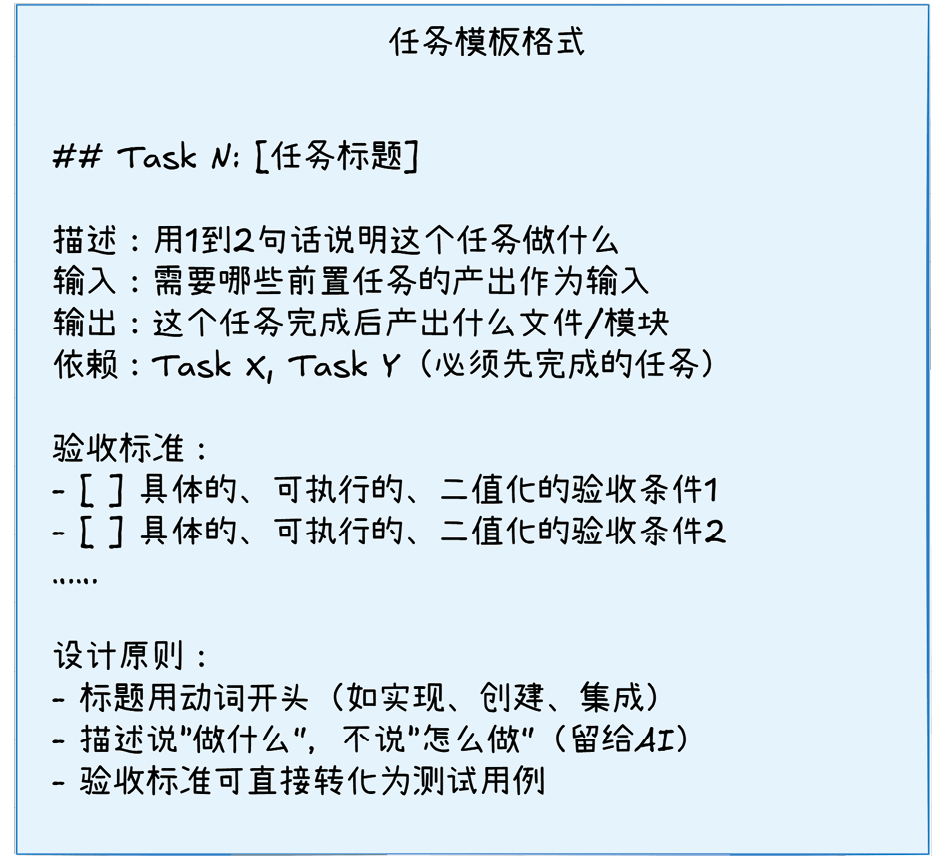 任务模板格式
## Task N: [任务标题]
描述：用1到2句话说明这个任务做什么
输入：需要哪些前置任务的产出作为输入
输出：这个任务完成后产出什么文件/模块
依赖：Task X, Task Y（必须先完成的任务）
验收标准：
- [ ] 具体的、可执行的、二值化的验收条件1
- [ ] 具体的、可执行的、二值化的验收条件2
……
设计原则：
- 标题用动词开头（如实现、创建、集成）
- 描述说"做什么"，不说"怎么做"（留给AI）
- 验收标准可直接转化为测试用例